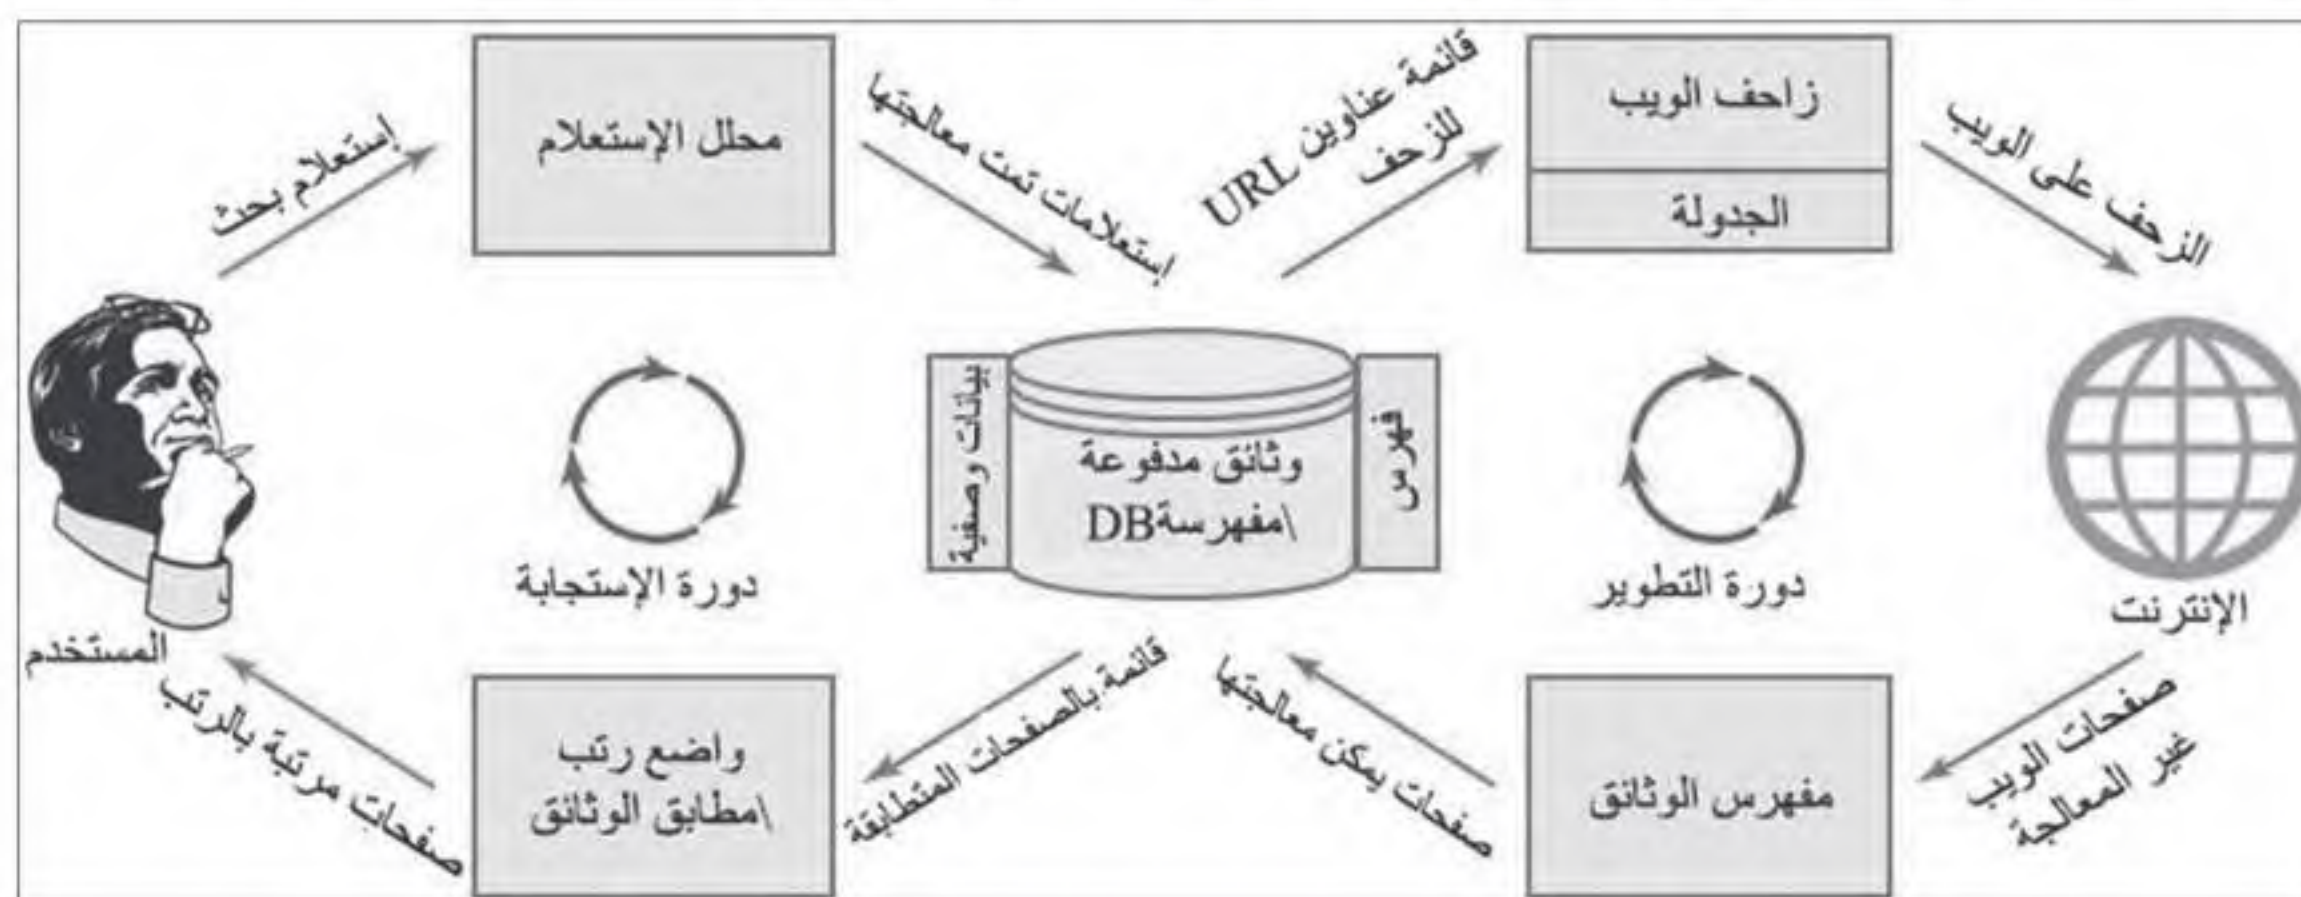 محلل الإستعلام
إستعلام بحث
إستعلامات تمت معالجتها
قائمة عناوين URL
للزحف
زاحف الويب
الجدولة
الزحف على الويب
بيانات وصفية
وثائق مدفوعة
\مفهرسةDB
فهرس
دورة الإستجابة
دورة التطوير
الإنترنت
المستخدم
صفحات مرتبة بالرتب
واضع رتب
\مطابق الوثائق
قائمة بالصفحات المتطابقة
صفحات يمكن معالجتها
مفهرس الوثائق
صفحات الويب
غير المعالجة